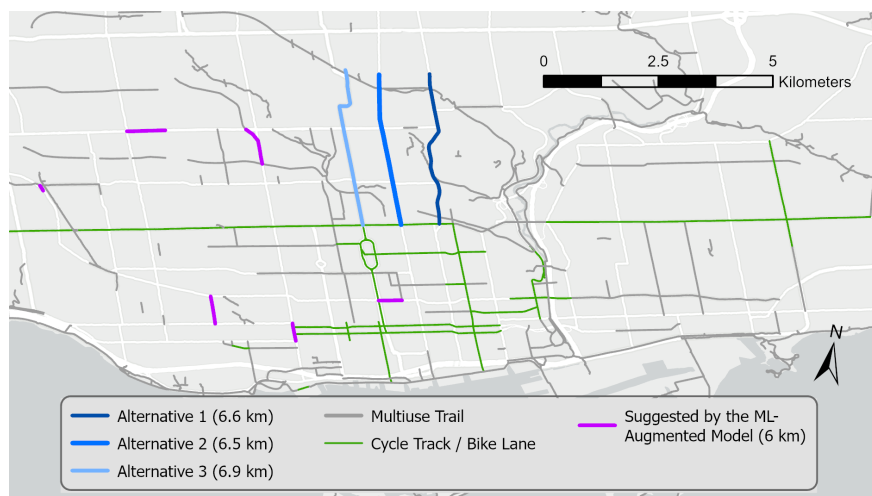 0 2.5 5
Kilometers
N
Alternative 1 (6.6 km)
Alternative 2 (6.5 km)
Alternative 3 (6.9 km)
Multiuse Trail
Cycle Track / Bike Lane
Suggested by the ML-
Augmented Model (6 km)